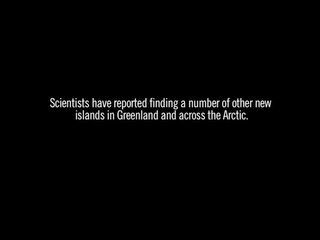 Scientists have reported finding a number of other new
islands in Greenland and across the Arctic.